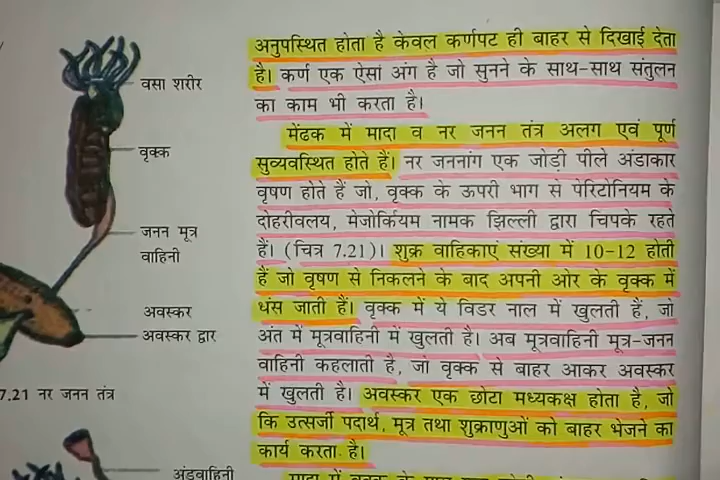 वसा शरीर
वृक्क
जनन मूत्र
वाहिनी
अवस्कर
अवस्कर द्वार
7.21 नर जनन तंत्र
अंडवाहिनी
अनुपस्थित होता है केवल कर्णपट ही बाहर से दिखाई देता
है। कर्ण एक ऐसा अंग है जो सुनने के साथ-साथ संतुलन
का काम भी करता है।
मेंढक में मादा व नर जनन तंत्र अलग एवं पूर्ण
सुव्यवस्थित होते हैं। नर जननांग एक जोड़ी पीले अंडाकार
वृषण होते हैं जो, वृक्क के ऊपरी भाग से पेरिटोनियम के
दोहरीवलय, मेजोर्कियम नामक झिल्ली द्वारा चिपके रहते
हैं। (चित्र 7.21)। शुक्र वाहिकाएं संख्या में 10-12 होती
हैं जो वृषण से निकलने के बाद अपनी ओर के वृक्क में
धंस जाती हैं। वृक्क में ये विडर नाल में खुलती हैं, जो
अंत में मूत्रवाहिनी में खुलती है। अब मूत्रवाहिनी मूत्र-जनन
वाहिनी कहलाती है, जो वृक्क से बाहर आकर अवस्कर
में खुलती है। अवस्कर एक छोटा मध्यकक्ष होता है, जो
कि उत्सर्जी पदार्थ, मूत्र तथा शुक्राणुओं को बाहर भेजने का
कार्य करता है।